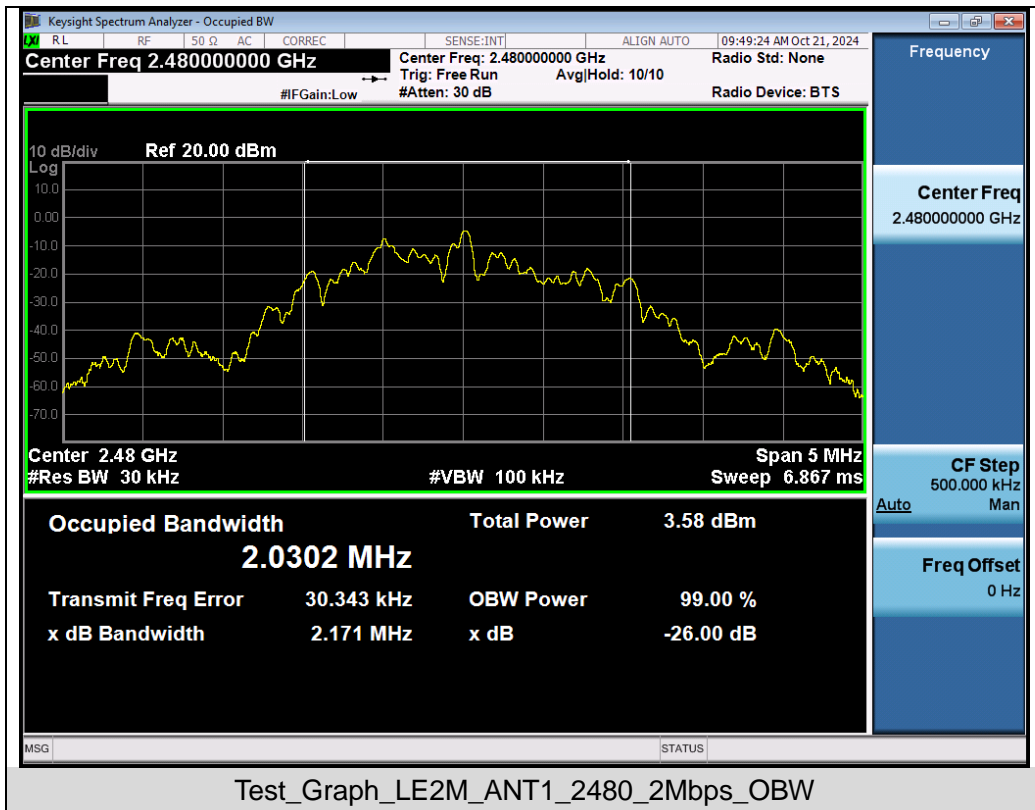 Keysight Spectrum Analyzer - Occupied BW
LXI RL RF 50 Ω AC CORREC SENSE:INT ALIGN AUTO 09:49:24 AM Oct 21, 2024
Center Freq 2.480000000 GHz
Center Freq: 2.480000000 GHz Radio Std: None
Trig: Free Run Avg|Hold: 10/10
#IFGain:Low #Atten: 30 dB Radio Device: BTS
Frequency
10 dB/div Ref 20.00 dBm
Log
10.0
0.00
-10.0
-20.0
-30.0
-40.0
-50.0
-60.0
-70.0
Center 2.48 GHz Span 5 MHz
#Res BW 30 kHz #VBW 100 kHz Sweep 6.867 ms
Center Freq
2.480000000 GHz
CF Step
500.000 kHz
Auto Man
Freq Offset
0 Hz
Occupied Bandwidth Total Power 3.58 dBm
2.0302 MHz
Transmit Freq Error 30.343 kHz OBW Power 99.00 %
x dB Bandwidth 2.171 MHz x dB -26.00 dB
MSG STATUS
Test_Graph_LE2M_ANT1_2480_2Mbps_OBW